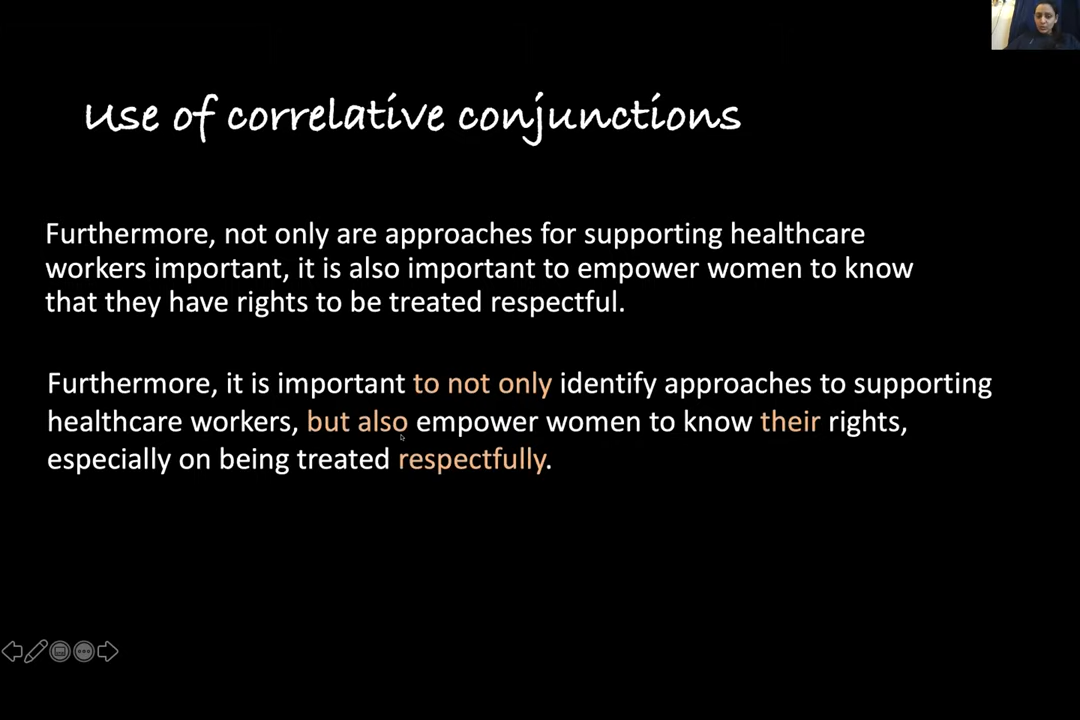 Use of correlative conjunctions
Furthermore, not only are approaches for supporting healthcare
workers important, it is also important to empower women to know
that they have rights to be treated respectful.
Furthermore, it is important to not only identify approaches to supporting
healthcare workers, but also empower women to know their rights,
especially on being treated respectfully.